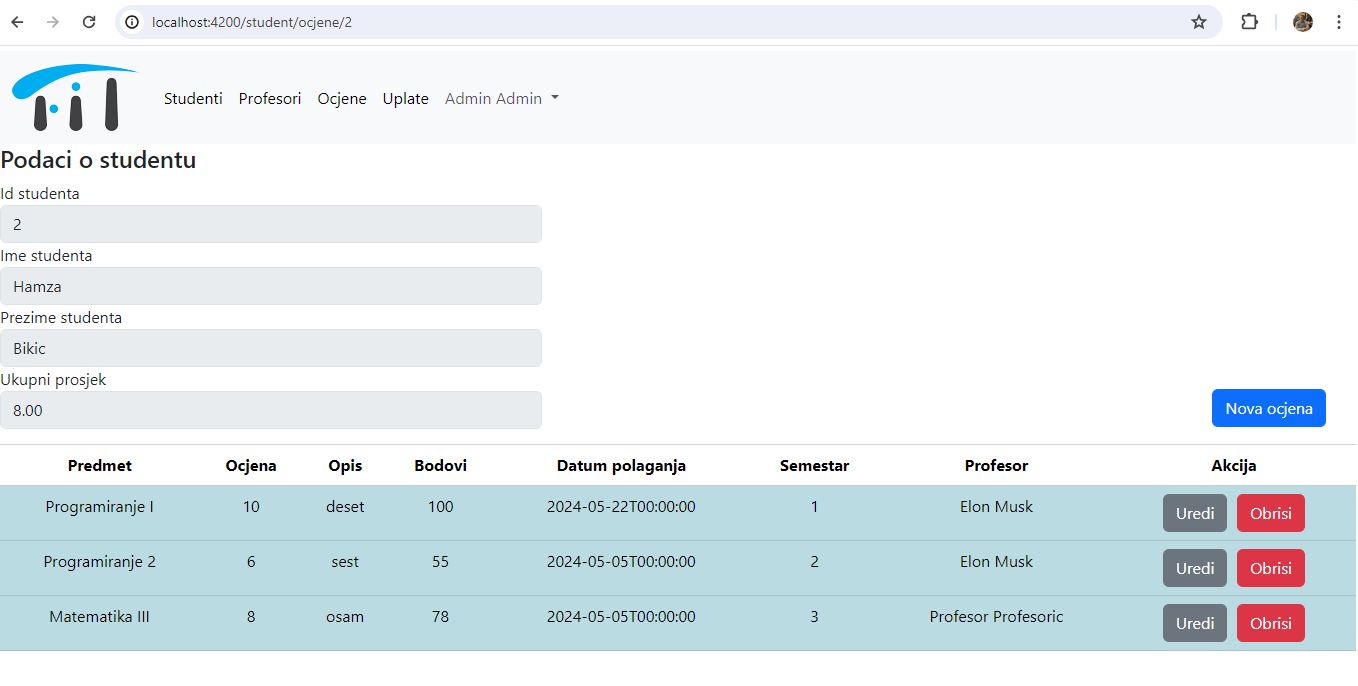 localhost:4200/student/ocjene/2
FIT
Studenti Profesori Ocjene Uplate Admin Admin
Podaci o studentu
Id studenta
2
Ime studenta
Hamza
Prezime studenta
Bikic
Ukupni prosjek
8.00
Nova ocjena
Predmet Ocjena Opis Bodovi Datum polaganja Semestar Profesor Akcija
Programiranje I 10 deset 100 2024-05-22T00:00:00 1 Elon Musk Uredi Obrisi
Programiranje 2 6 sest 55 2024-05-05T00:00:00 2 Elon Musk Uredi Obrisi
Matematika III 8 osam 78 2024-05-05T00:00:00 3 Profesor Profesoric Uredi Obrisi